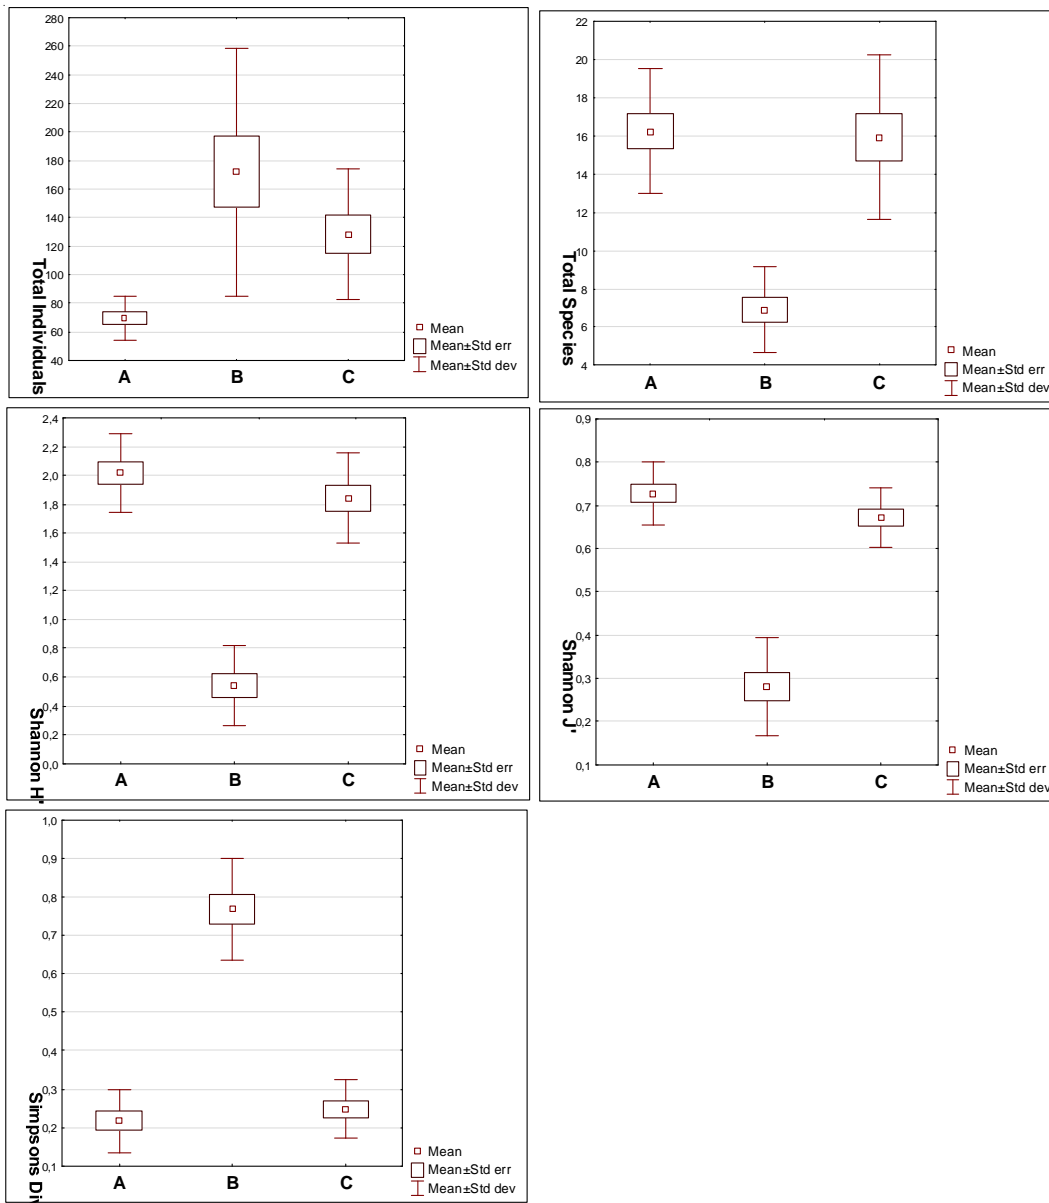 280
260
240
220
200
180
160
140
120
100
80
60
40
Total Individuals
A B C
Mean
Mean±Std err
Mean±Std dev
22
20
18
16
14
12
10
8
6
4
Total Species
A B C
Mean
Mean±Std err
Mean±Std dev
2,4
2,2
2,0
1,8
1,6
1,4
1,2
1,0
0,8
0,6
0,4
0,2
0,0
Shannon H'
A B C
Mean
Mean±Std err
Mean±Std dev
0,9
0,8
0,7
0,6
0,5
0,4
0,3
0,2
0,1
Shannon J'
A B C
Mean
Mean±Std err
Mean±Std dev
1,0
0,9
0,8
0,7
0,6
0,5
0,4
0,3
0,2
0,1
Simpsons Div
A B C
Mean
Mean±Std err
Mean±Std dev